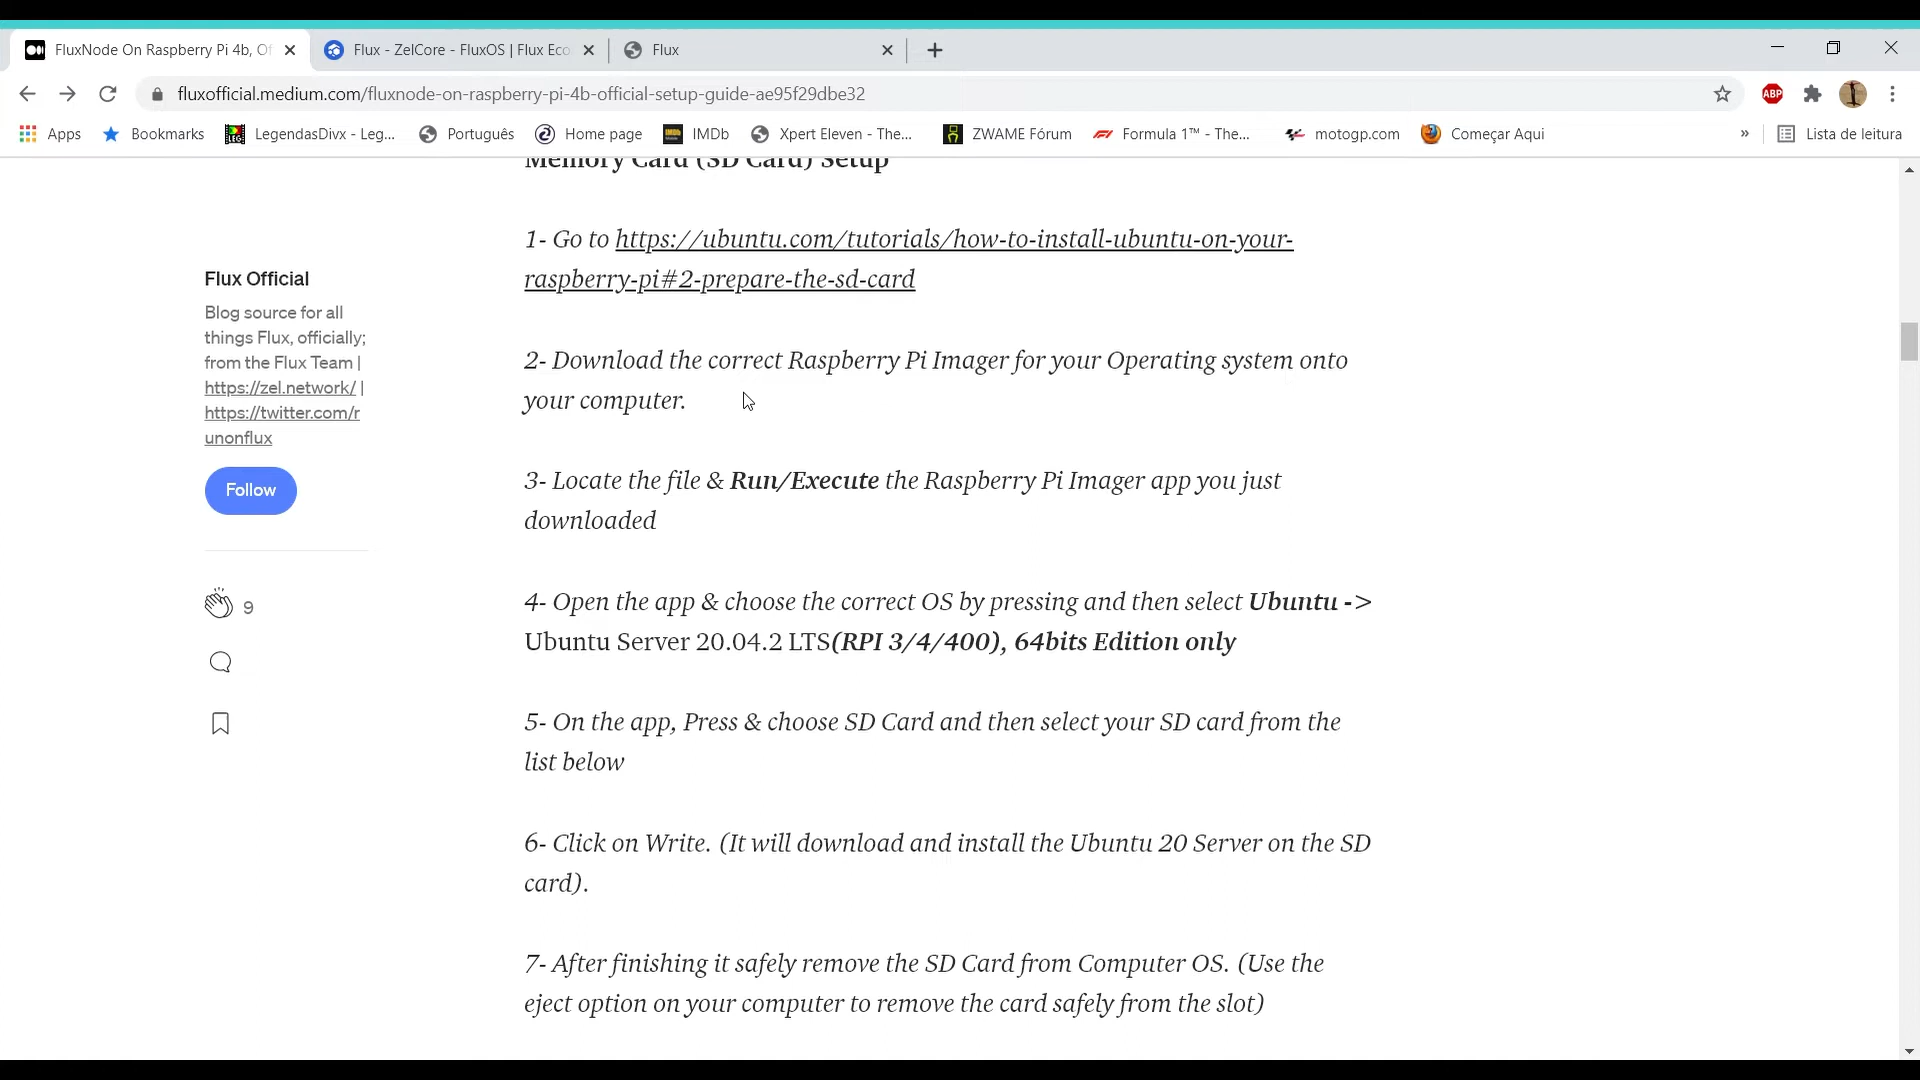 FluxNode On Raspberry Pi 4b, Of
Flux - ZelCore - FluxOS | Flux Eco
Flux
fluxofficial.medium.com/fluxnode-on-raspberry-pi-4b-official-setup-guide-ae95f29dbe32
ABP
Apps
Bookmarks
LegendasDivx - Leg...
Português
Home page
IMDb
Xpert Eleven - The...
ZWAME Fórum
Formula 1™ - The...
motogp.com
Começar Aqui
»
Lista de leitura
Memory Card (SD Card) Setup
1- Go to https://ubuntu.com/tutorials/how-to-install-ubuntu-on-your-
raspberry-pi#2-prepare-the-sd-card
Flux Official
Blog source for all
things Flux, officially;
from the Flux Team |
https://zel.network/ |
https://twitter.com/r
unonflux
Follow
9
2- Download the correct Raspberry Pi Imager for your Operating system onto
your computer.
3- Locate the file & Run/Execute the Raspberry Pi Imager app you just
downloaded
4- Open the app & choose the correct OS by pressing and then select Ubuntu ->
Ubuntu Server 20.04.2 LTS(RPI 3/4/400), 64bits Edition only
5- On the app, Press & choose SD Card and then select your SD card from the
list below
6- Click on Write. (It will download and install the Ubuntu 20 Server on the SD
card).
7- After finishing it safely remove the SD Card from Computer OS. (Use the
eject option on your computer to remove the card safely from the slot)